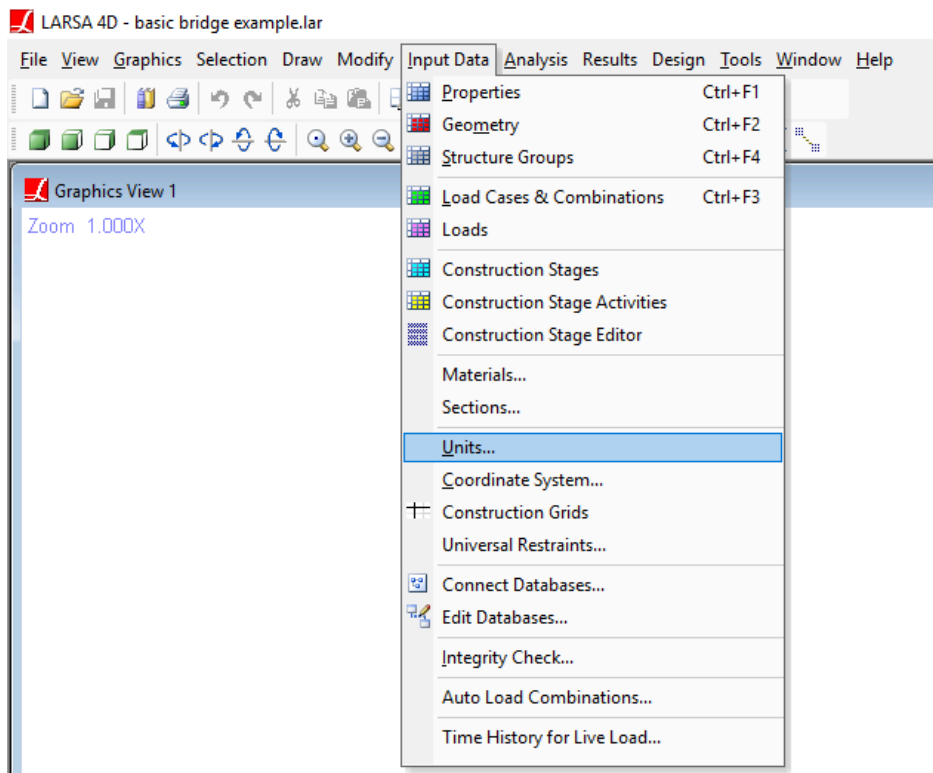 LARSA 4D - basic bridge example.lar
File View Graphics Selection Draw Modify Input Data Analysis Results Design Tools Window Help
Properties Ctrl+F1
Geometry Ctrl+F2
Structure Groups Ctrl+F4
Graphics View 1
Zoom 1.000X
Load Cases & Combinations Ctrl+F3
Loads
Construction Stages
Construction Stage Activities
Construction Stage Editor
Materials...
Sections...
Units...
Coordinate System...
Construction Grids
Universal Restraints...
Connect Databases...
Edit Databases...
Integrity Check...
Auto Load Combinations...
Time History for Live Load...